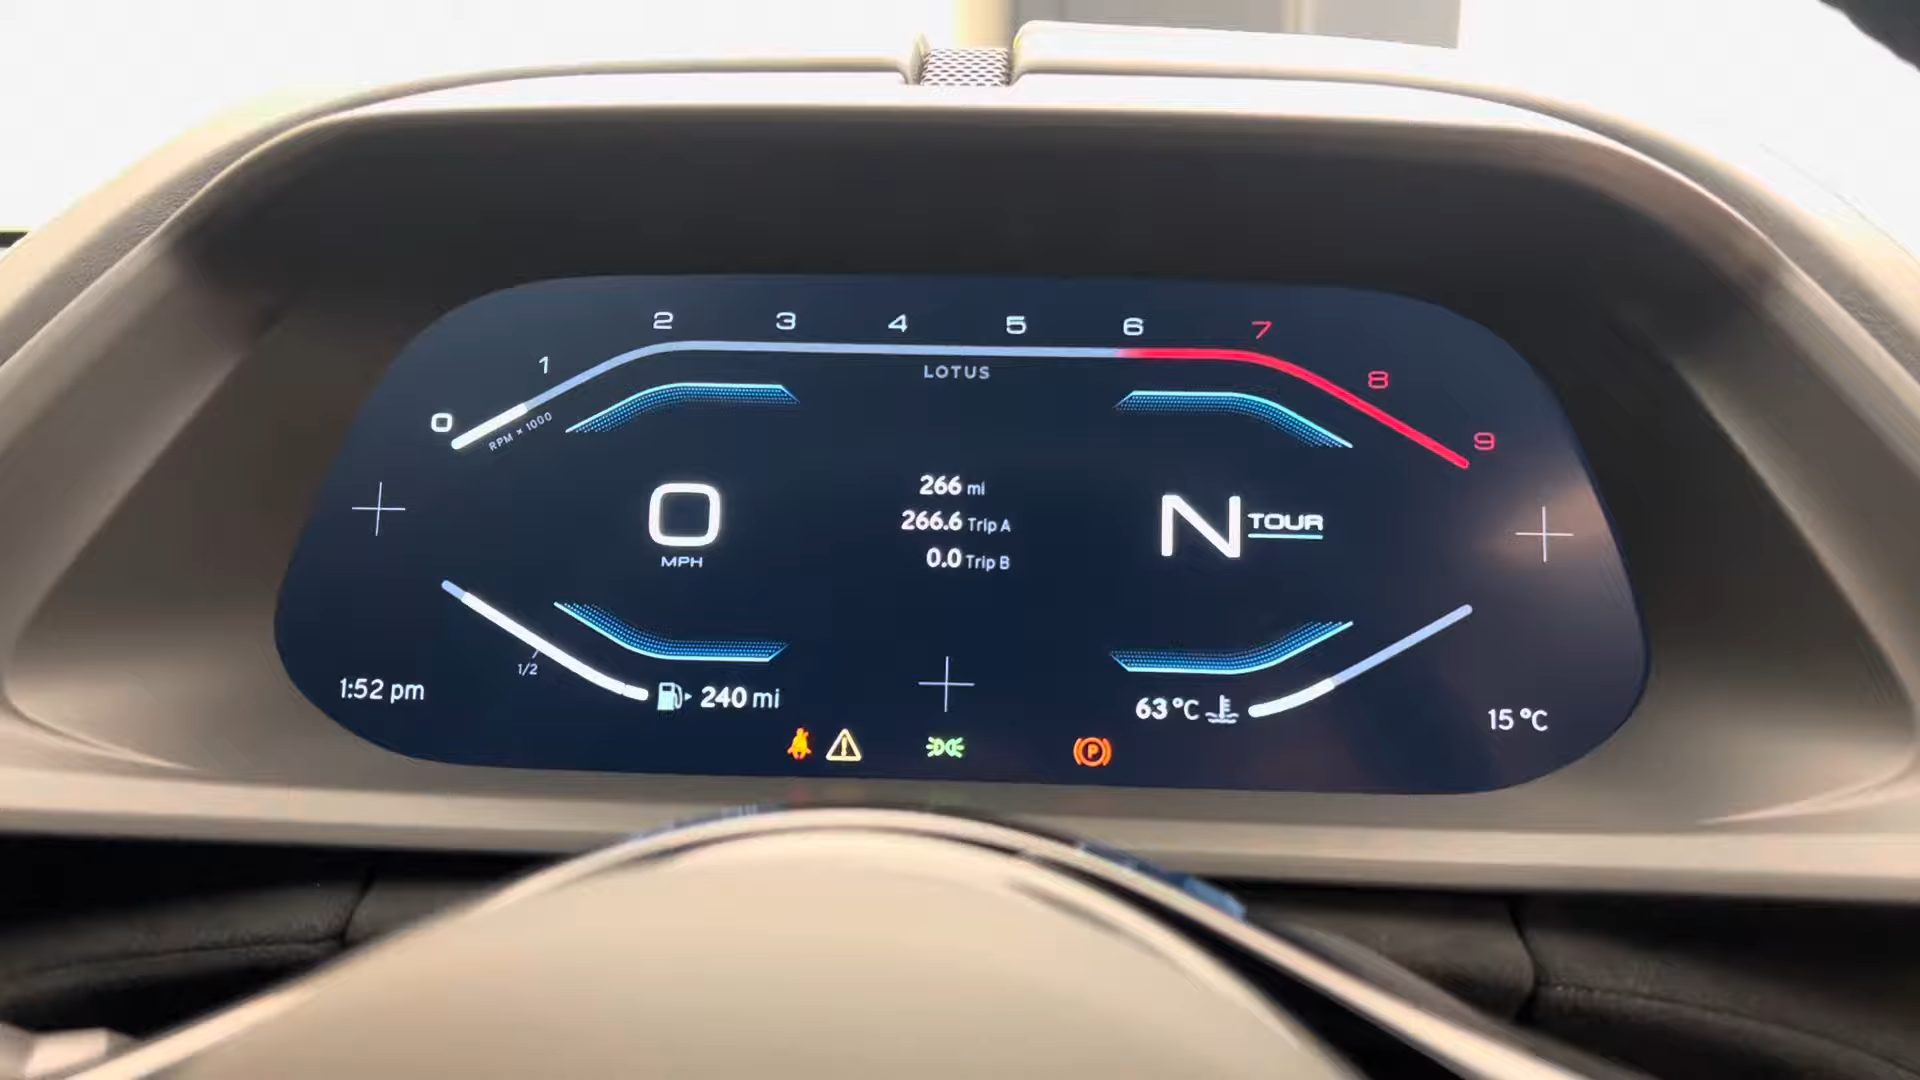 0 1 2 3 4 5 6 7 8 9
RPM × 1000
LOTUS
0
MPH
266 mi
266.6 Trip A
0.0 Trip B
N TOUR
1/2
1:52 pm
240 mi
63 °C
15 °C
P